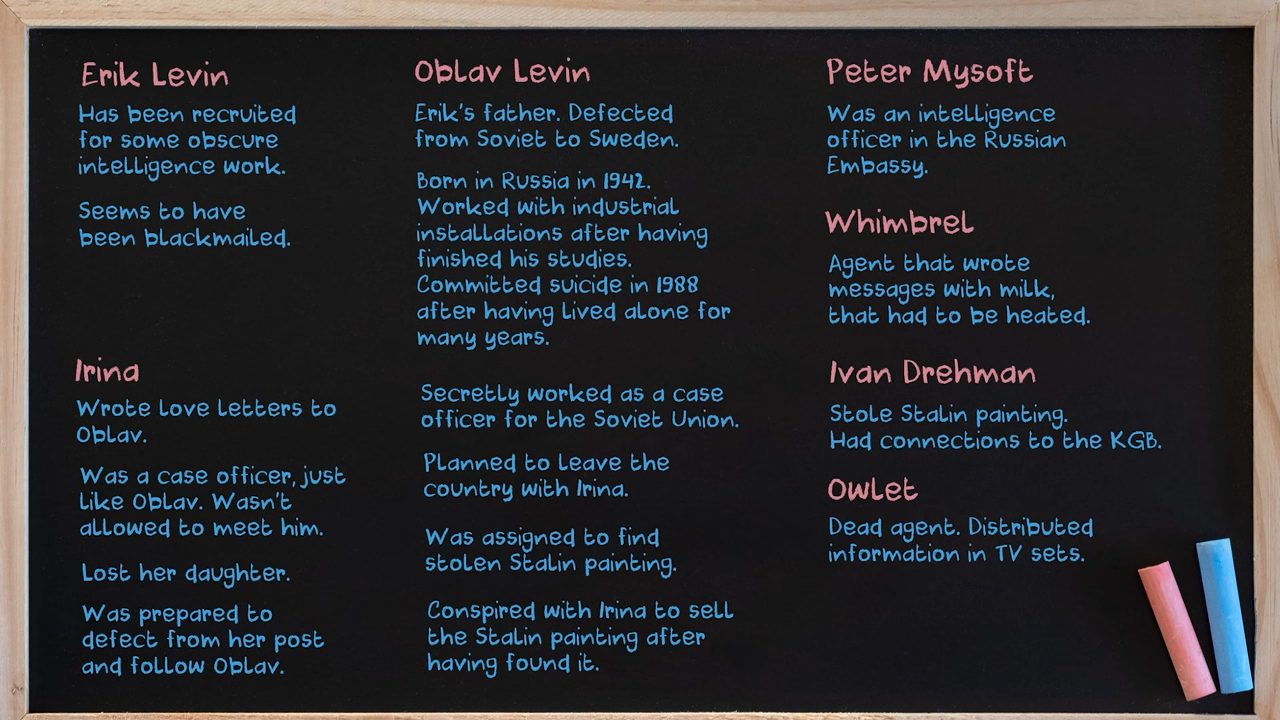 Erik Levin
Has been recruited
for some obscure
intelligence work.
Seems to have
been blackmailed.
Irina
Wrote love letters to
Oblav.
Was a case officer, just
like Oblav. Wasn't
allowed to meet him.
Lost her daughter.
Was prepared to
defect from her post
and follow Oblav.
Oblav Levin
Erik's father. Defected
from Soviet to Sweden.
Born in Russia in 1942.
Worked with industrial
installations after having
finished his studies.
Committed suicide in 1988
after having lived alone for
many years.
Secretly worked as a case
officer for the Soviet Union.
Planned to leave the
country with Irina.
Was assigned to find
stolen Stalin painting.
Conspired with Irina to sell
the Stalin painting after
having found it.
Peter Mysoft
Was an intelligence
officer in the Russian
Embassy.
Whimbrel
Agent that wrote
messages with milk,
that had to be heated.
Ivan Drehman
Stole Stalin painting.
Had connections to the KGB.
Owlet
Dead agent. Distributed
information in TV sets.